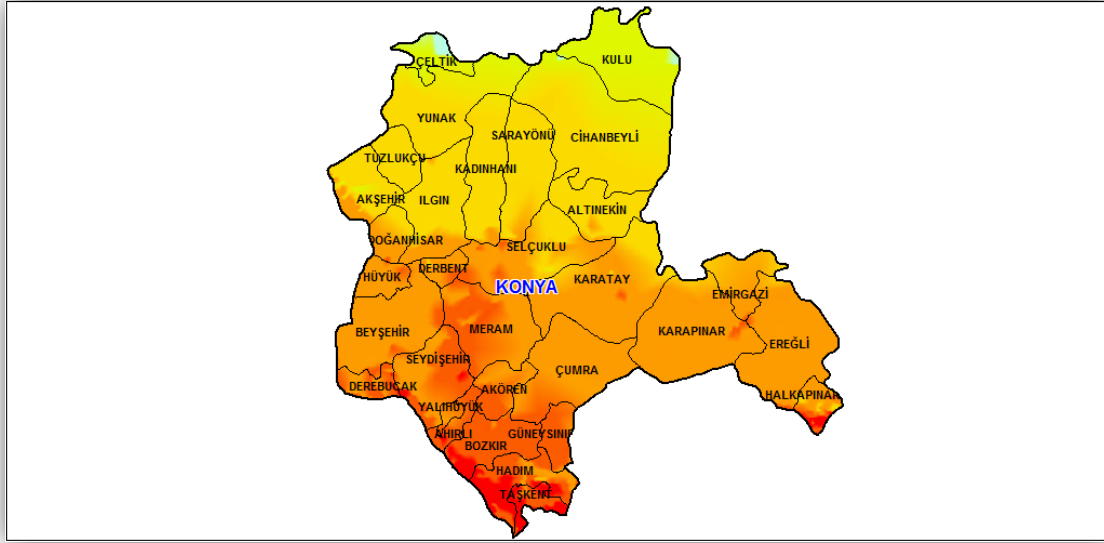 KULU
ÇELTİK
YUNAK
SARAYÖNÜ
CİHANBEYLİ
TUZLUKÇU
KADINHANI
AKŞEHİR
ILGIN
ALTINEKİN
DOĞANHİSAR
SELÇUKLU
DERBENT
HÜYÜK
KARATAY
KONYA
EMİRGAZİ
BEYŞEHİR
MERAM
KARAPINAR
EREĞLİ
SEYDİŞEHİR
ÇUMRA
DEREBUCAK
AKÖREN
HALKAPINAR
YALIHÜYÜK
AHIRLI
GÜNEYSINIR
BOZKIR
HADIM
TAŞKENT